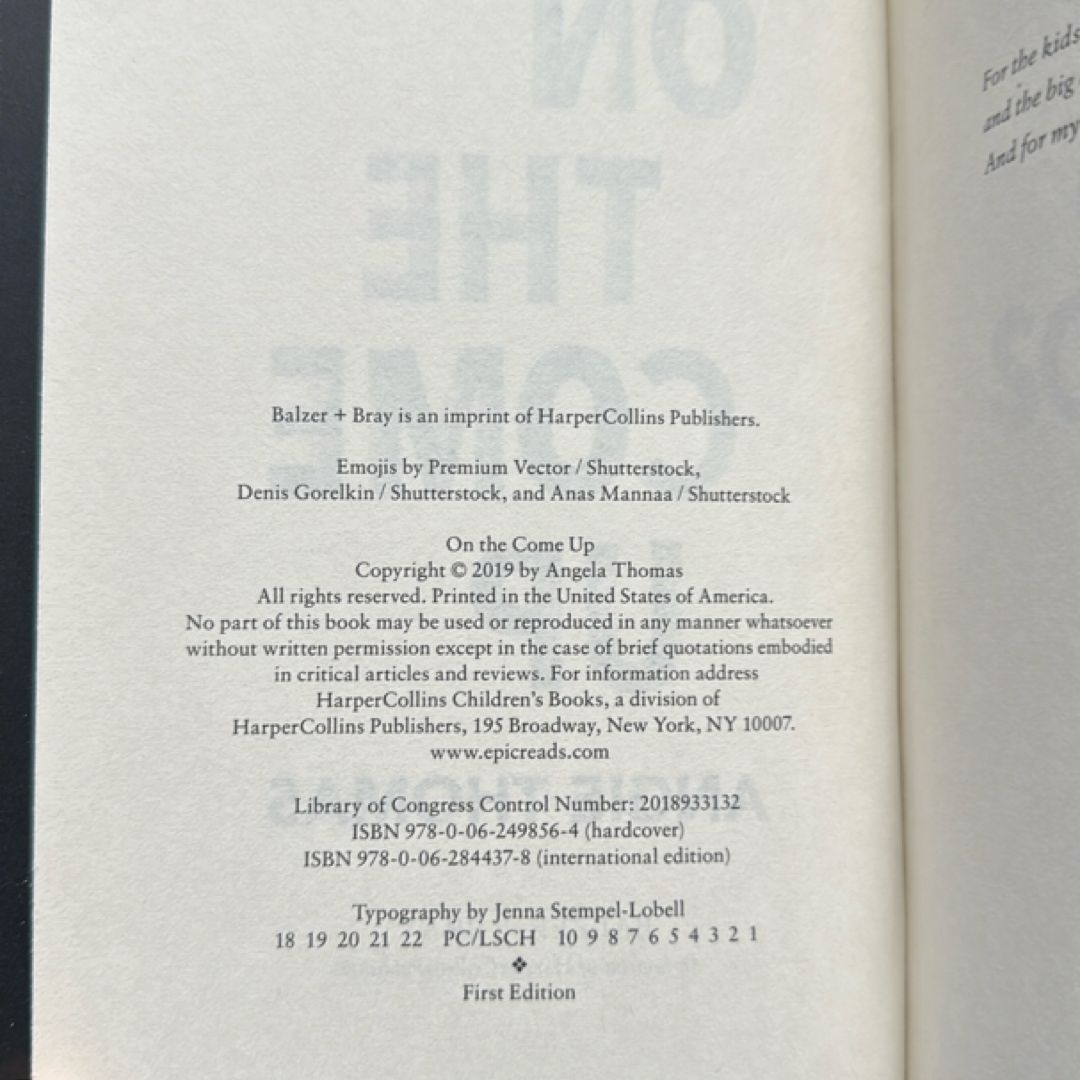 Balzer + Bray is an imprint of HarperCollins Publishers.
Emojis by Premium Vector / Shutterstock,
Denis Gorelkin / Shutterstock, and Anas Mannaa / Shutterstock
On the Come Up
Copyright © 2019 by Angela Thomas
All rights reserved. Printed in the United States of America.
No part of this book may be used or reproduced in any manner whatsoever
without written permission except in the case of brief quotations embodied
in critical articles and reviews. For information address
HarperCollins Children's Books, a division of
HarperCollins Publishers, 195 Broadway, New York, NY 10007.
www.epicreads.com
Library of Congress Control Number: 2018933132
ISBN 978-0-06-249856-4 (hardcover)
ISBN 978-0-06-284437-8 (international edition)
Typography by Jenna Stempel-Lobell
18 19 20 21 22 PC/LSCH 10 9 8 7 6 5 4 3 2 1
❖
First Edition
For the kids
and the big
And for my